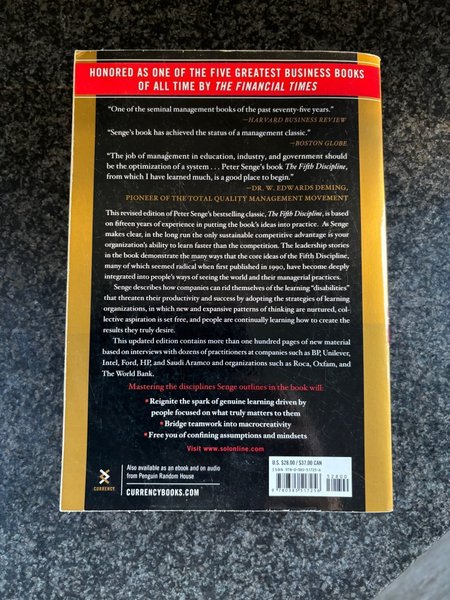 HONORED AS ONE OF THE FIVE GREATEST BUSINESS BOOKS
OF ALL TIME BY THE FINANCIAL TIMES
"One of the seminal management books of the past seventy-five years."
—HARVARD BUSINESS REVIEW
"Senge's book has achieved the status of a management classic."
—BOSTON GLOBE
"The job of management in education, industry, and government should
be the optimization of a system . . . Peter Senge's book The Fifth Discipline,
from which I have learned much, is a good place to begin."
—DR. W. EDWARDS DEMING,
PIONEER OF THE TOTAL QUALITY MANAGEMENT MOVEMENT
This revised edition of Peter Senge's bestselling classic, The Fifth Discipline, is based
on fifteen years of experience in putting the book's ideas into practice. As Senge
makes clear, in the long run the only sustainable competitive advantage is your
organization's ability to learn faster than the competition. The leadership stories
in the book demonstrate the many ways that the core ideas of the Fifth Discipline,
many of which seemed radical when first published in 1990, have become deeply
integrated into people's ways of seeing the world and their managerial practices.
Senge describes how companies can rid themselves of the learning "disabilities"
that threaten their productivity and success by adopting the strategies of learning
organizations, in which new and expansive patterns of thinking are nurtured, col-
lective aspiration is set free, and people are continually learning how to create the
results they truly desire.
This updated edition contains more than one hundred pages of new material
based on interviews with dozens of practitioners at companies such as BP, Unilever,
Intel, Ford, HP, and Saudi Aramco and organizations such as Roca, Oxfam, and
The World Bank.
Mastering the disciplines Senge outlines in the book will:
• Reignite the spark of genuine learning driven by
people focused on what truly matters to them
• Bridge teamwork into macrocreativity
• Free you of confining assumptions and mindsets
Visit www.solonline.com.
CURRENCY
Also available as an ebook and on audio
from Penguin Random House
CURRENCYBOOKS.COM
U.S. $28.00 / $37.00 CAN
ISBN 978-0-385-51725-6
52800
9 780385 517256